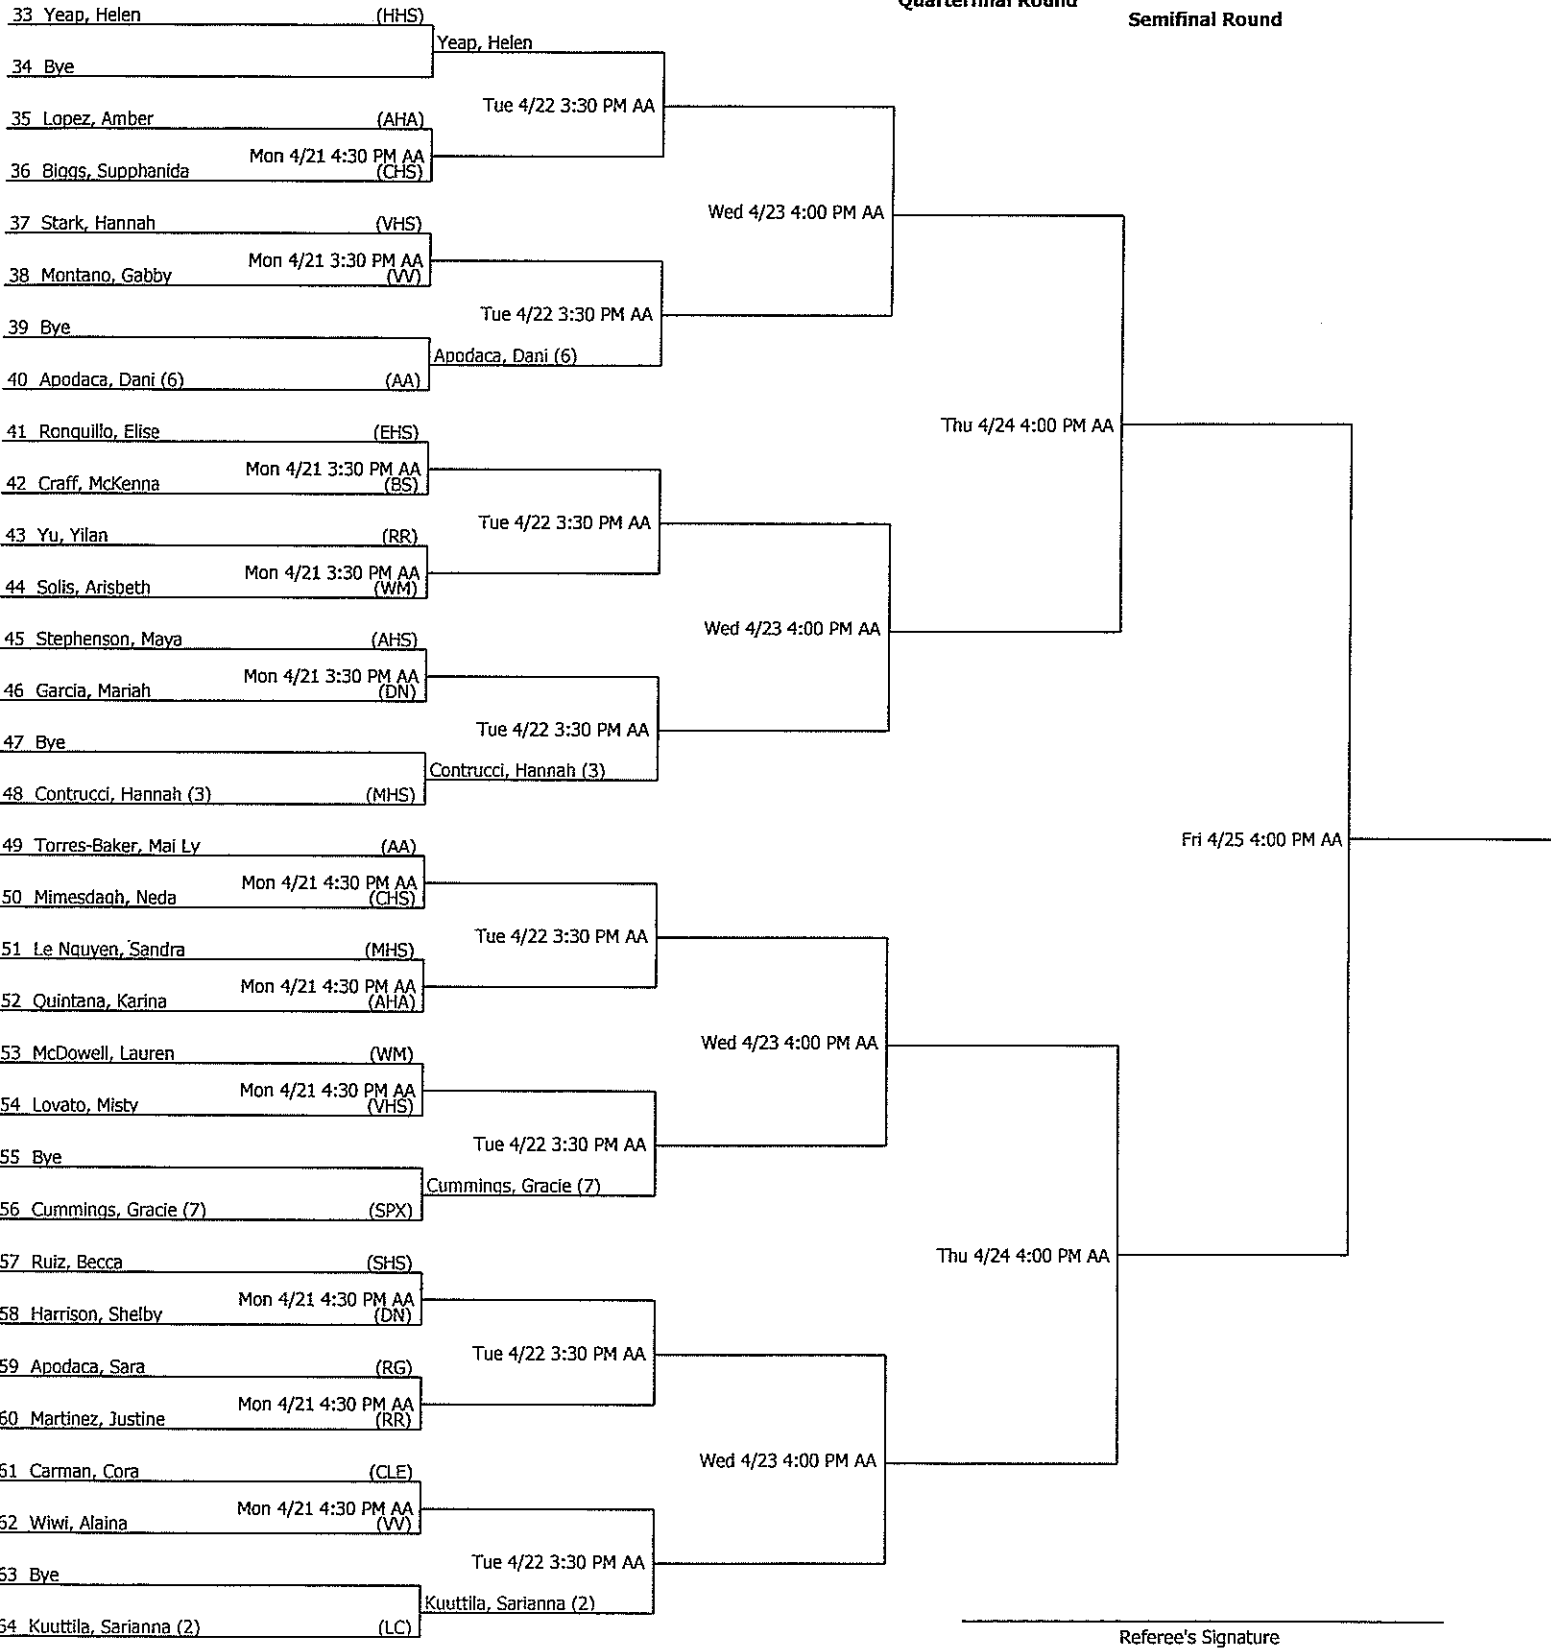 Semifinal Round
33 Yeap, Helen (HHS)
Yeap, Helen
34 Bye
Tue 4/22 3:30 PM AA
35 Lopez, Amber (AHA)
Mon 4/21 4:30 PM AA
36 Biggs, Supphanida (CHS)
Wed 4/23 4:00 PM AA
37 Stark, Hannah (VHS)
Mon 4/21 3:30 PM AA
38 Montano, Gabby (VV)
Tue 4/22 3:30 PM AA
39 Bye
Apodaca, Dani (6)
40 Apodaca, Dani (6) (AA)
Thu 4/24 4:00 PM AA
41 Ronquillo, Elise (EHS)
Mon 4/21 3:30 PM AA
42 Craff, McKenna (BS)
Tue 4/22 3:30 PM AA
43 Yu, Yilan (RR)
Mon 4/21 3:30 PM AA
44 Solis, Arisbeth (WM)
Wed 4/23 4:00 PM AA
45 Stephenson, Maya (AHS)
Mon 4/21 3:30 PM AA
46 Garcia, Mariah (DN)
Tue 4/22 3:30 PM AA
47 Bye
Contrucci, Hannah (3)
48 Contrucci, Hannah (3) (MHS)
Fri 4/25 4:00 PM AA
49 Torres-Baker, Mai Ly (AA)
Mon 4/21 4:30 PM AA
50 Mimesdagh, Neda (CHS)
Tue 4/22 3:30 PM AA
51 Le Nguyen, Sandra (MHS)
Mon 4/21 4:30 PM AA
52 Quintana, Karina (AHA)
Wed 4/23 4:00 PM AA
53 McDowell, Lauren (WM)
Mon 4/21 4:30 PM AA
54 Lovato, Misty (VHS)
Tue 4/22 3:30 PM AA
55 Bye
Cummings, Gracie (7)
56 Cummings, Gracie (7) (SPX)
Thu 4/24 4:00 PM AA
57 Ruiz, Becca (SHS)
Mon 4/21 4:30 PM AA
58 Harrison, Shelby (DN)
Tue 4/22 3:30 PM AA
59 Apodaca, Sara (RG)
Mon 4/21 4:30 PM AA
60 Martinez, Justine (RR)
Wed 4/23 4:00 PM AA
61 Carman, Cora (CLE)
Mon 4/21 4:30 PM AA
62 Wiwi, Alaina (VV)
Tue 4/22 3:30 PM AA
63 Bye
Kuuttila, Sarianna (2)
64 Kuuttila, Sarianna (2) (LC)
Referee's Signature